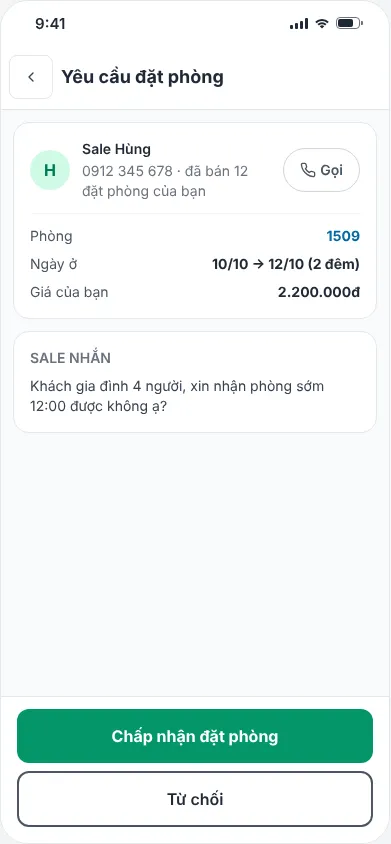 9:41
Yêu cầu đặt phòng
H
Sale Hùng
0912 345 678 · đã bán 12
đặt phòng của bạn
Gọi
Phòng
1509
Ngày ở
10/10 → 12/10 (2 đêm)
Giá của bạn
2.200.000đ
SALE NHẮN
Khách gia đình 4 người, xin nhận phòng sớm
12:00 được không ạ?
Chấp nhận đặt phòng
Từ chối